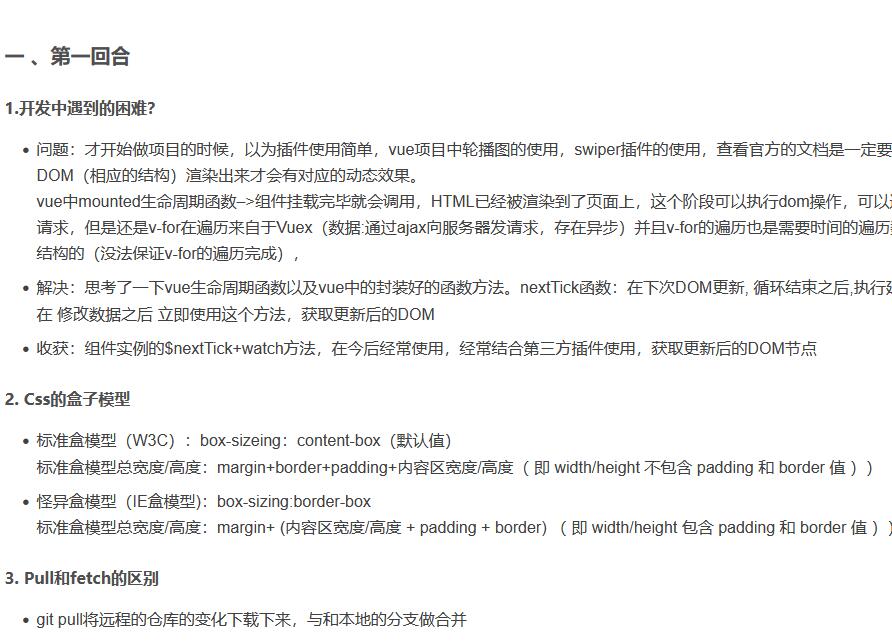 一 、第一回合
1.开发中遇到的困难？
• 问题：才开始做项目的时候，以为插件使用简单，vue项目中轮播图的使用，swiper插件的使用，查看官方的文档是一定要
DOM（相应的结构）渲染出来才会有对应的动态效果。
vue中mounted生命周期函数–>组件挂载完毕就会调用，HTML已经被渲染到了页面上，这个阶段可以执行dom操作，可以
请求，但是还是v-for在遍历来自于Vuex（数据:通过ajax向服务器发请求，存在异步）并且v-for的遍历也是需要时间的遍历
结构的（没法保证v-for的遍历完成），
• 解决：思考了一下vue生命周期函数以及vue中的封装好的函数方法。nextTick函数：在下次DOM更新, 循环结束之后,执行
在 修改数据之后 立即使用这个方法，获取更新后的DOM
• 收获：组件实例的$nextTick+watch方法，在今后经常使用，经常结合第三方插件使用，获取更新后的DOM节点
2. Css的盒子模型
• 标准盒模型（W3C）：box-sizeing：content-box（默认值）
标准盒模型总宽度/高度：margin+border+padding+内容区宽度/高度（ 即 width/height 不包含 padding 和 border 值 ））
• 怪异盒模型（IE盒模型)：box-sizing:border-box
标准盒模型总宽度/高度：margin+ (内容区宽度/高度 + padding + border) （ 即 width/height 包含 padding 和 border 值 ））
3. Pull和fetch的区别
• git pull将远程的仓库的变化下载下来，与和本地的分支做合并